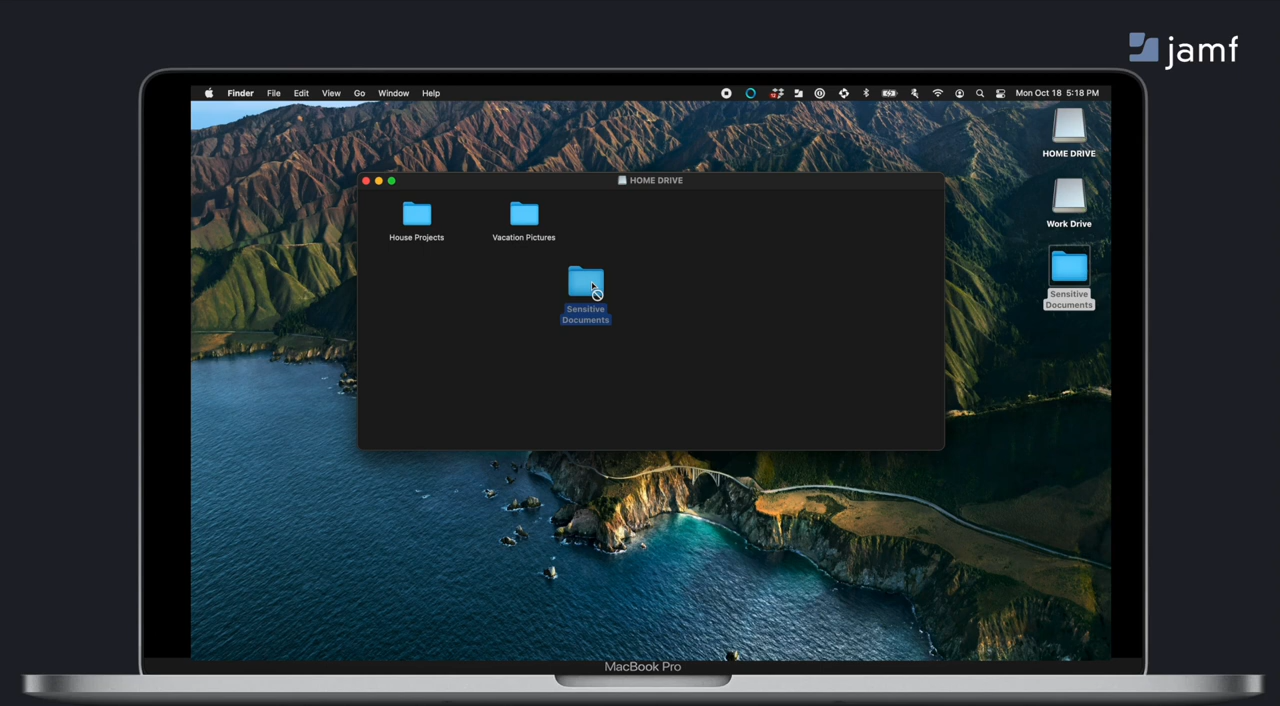 jamf
Finder File Edit View Go Window Help Mon Oct 18 5:18 PM
HOME DRIVE
HOME DRIVE
House Projects Vacation Pictures
Work Drive
Sensitive
Documents
Sensitive
Documents
MacBook Pro